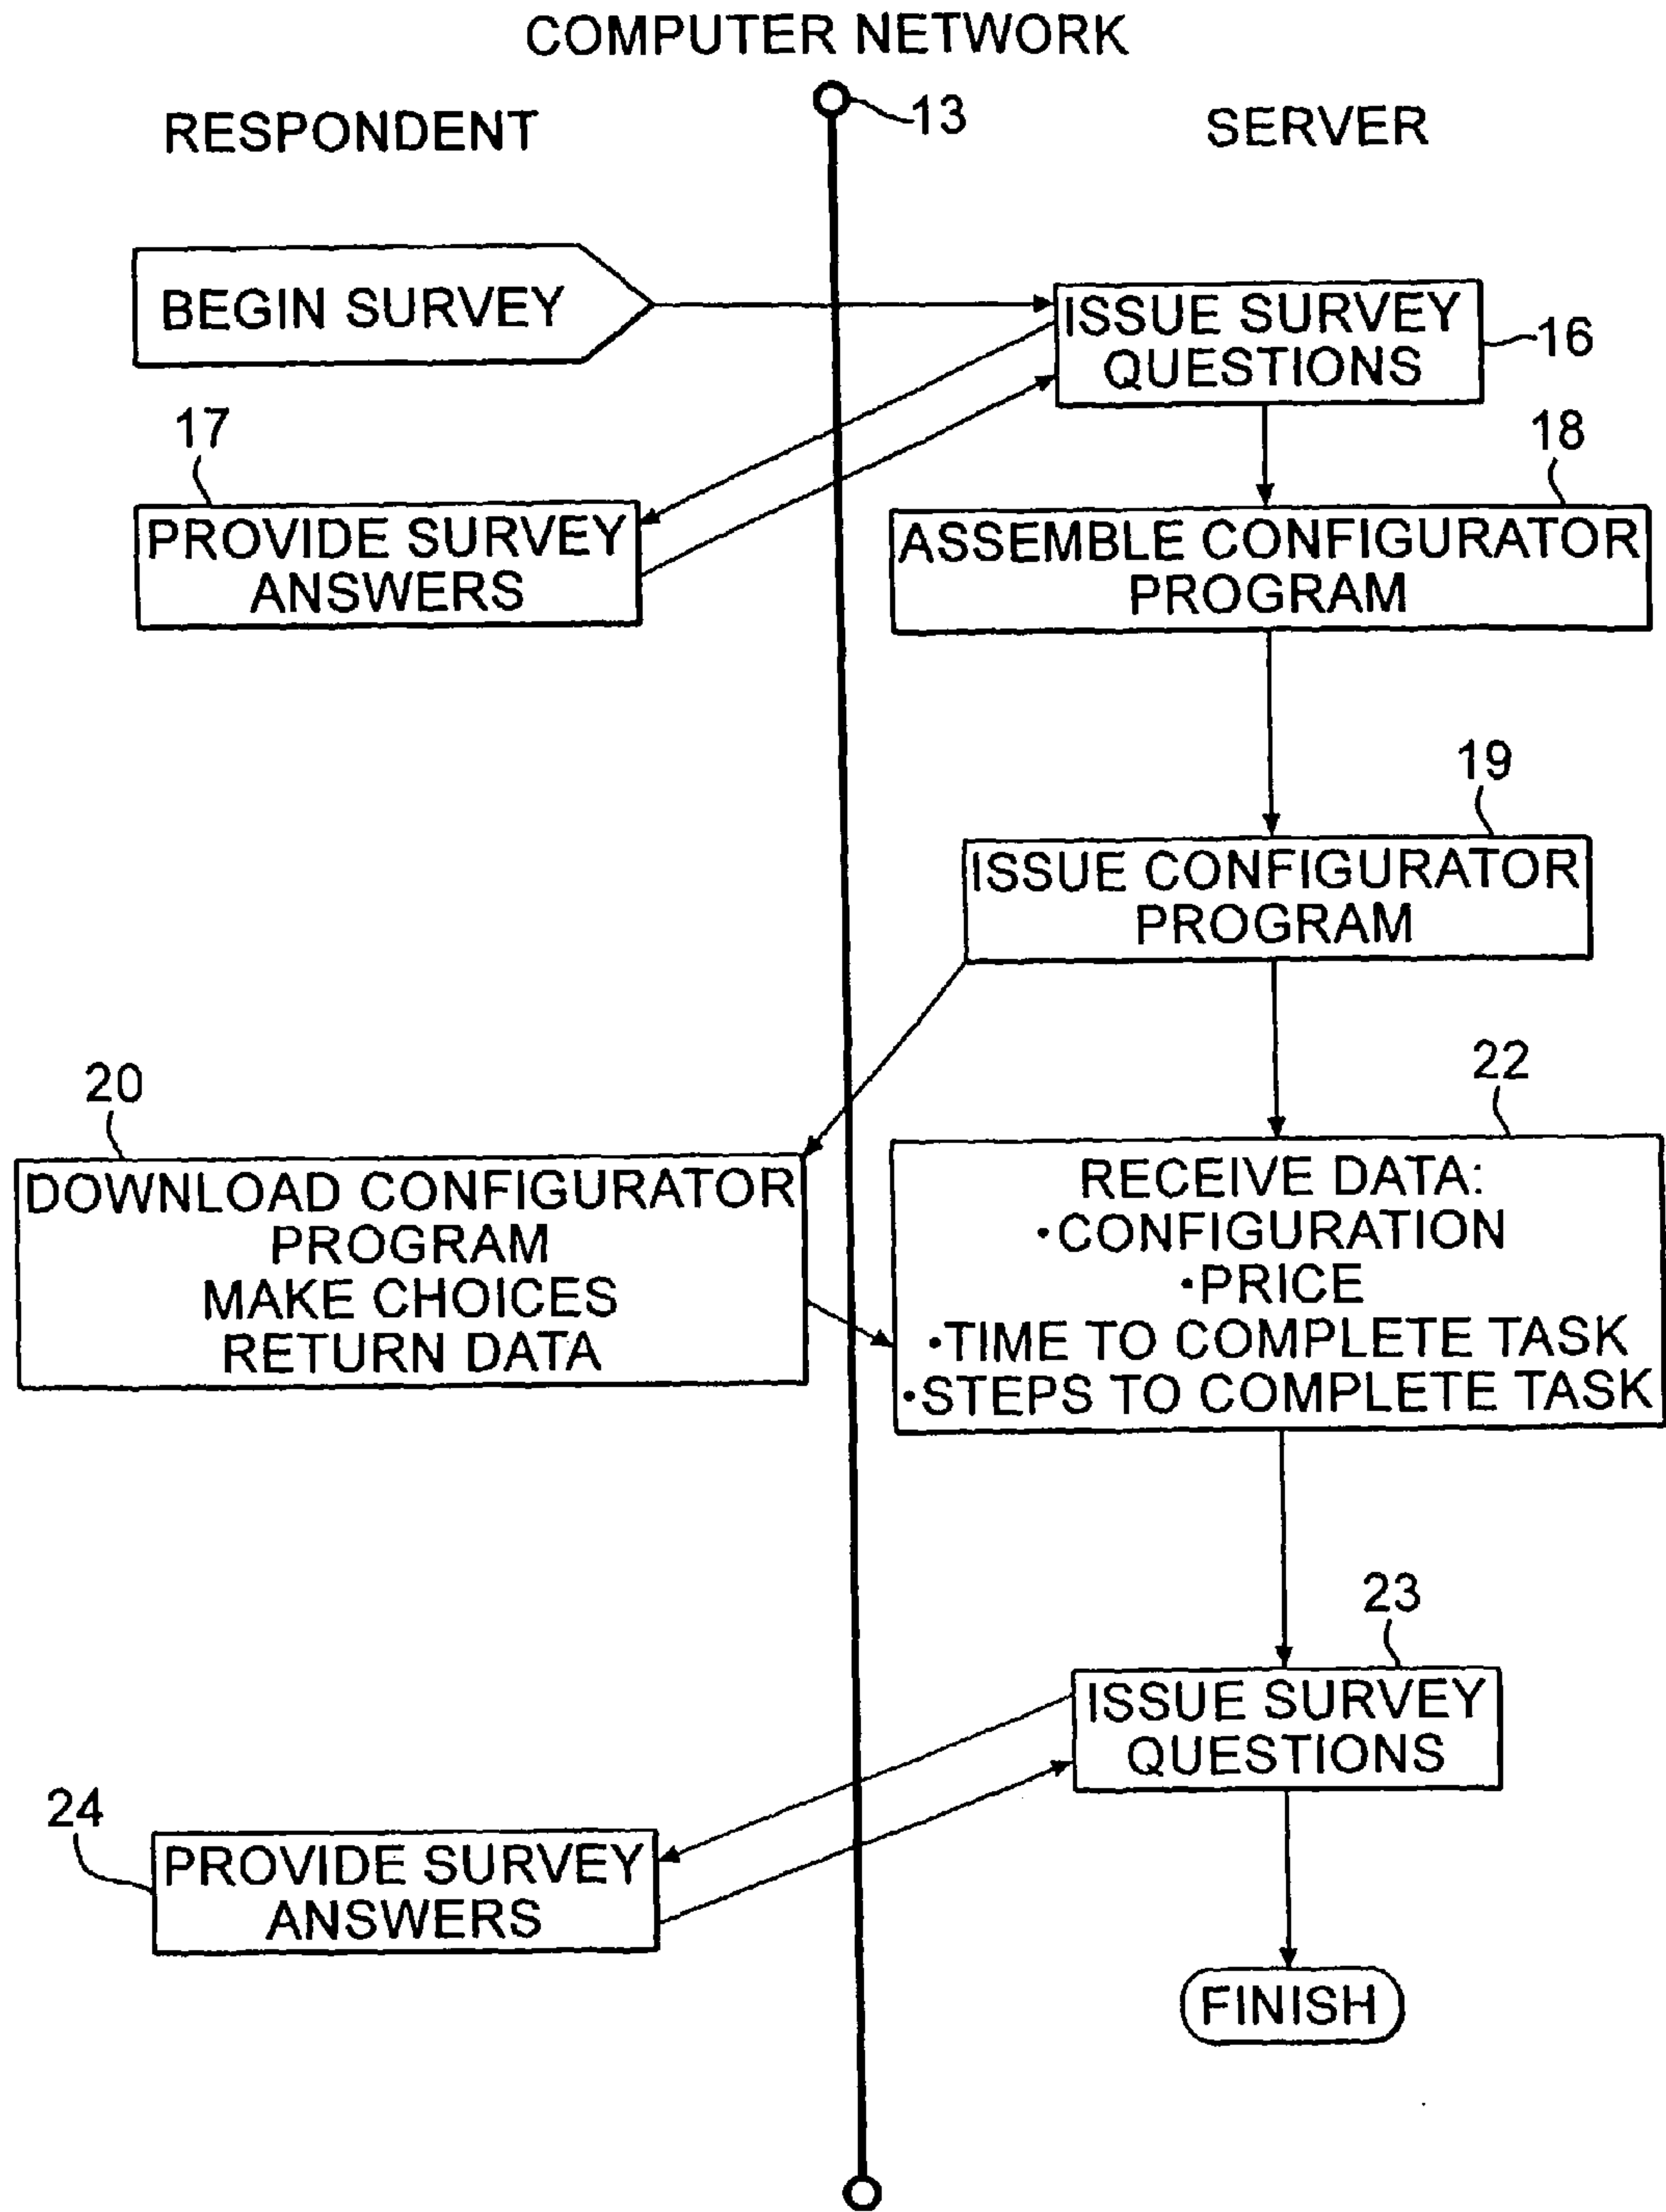 COMPUTER NETWORK
13
RESPONDENT
SERVER
BEGIN SURVEY
ISSUE SURVEY
QUESTIONS
16
17
PROVIDE SURVEY
ANSWERS
18
ASSEMBLE CONFIGURATOR
PROGRAM
19
ISSUE CONFIGURATOR
PROGRAM
20
DOWNLOAD CONFIGURATOR
PROGRAM
MAKE CHOICES
RETURN DATA
22
RECEIVE DATA:
•CONFIGURATION
•PRICE
•TIME TO COMPLETE TASK
•STEPS TO COMPLETE TASK
23
ISSUE SURVEY
QUESTIONS
24
PROVIDE SURVEY
ANSWERS
FINISH